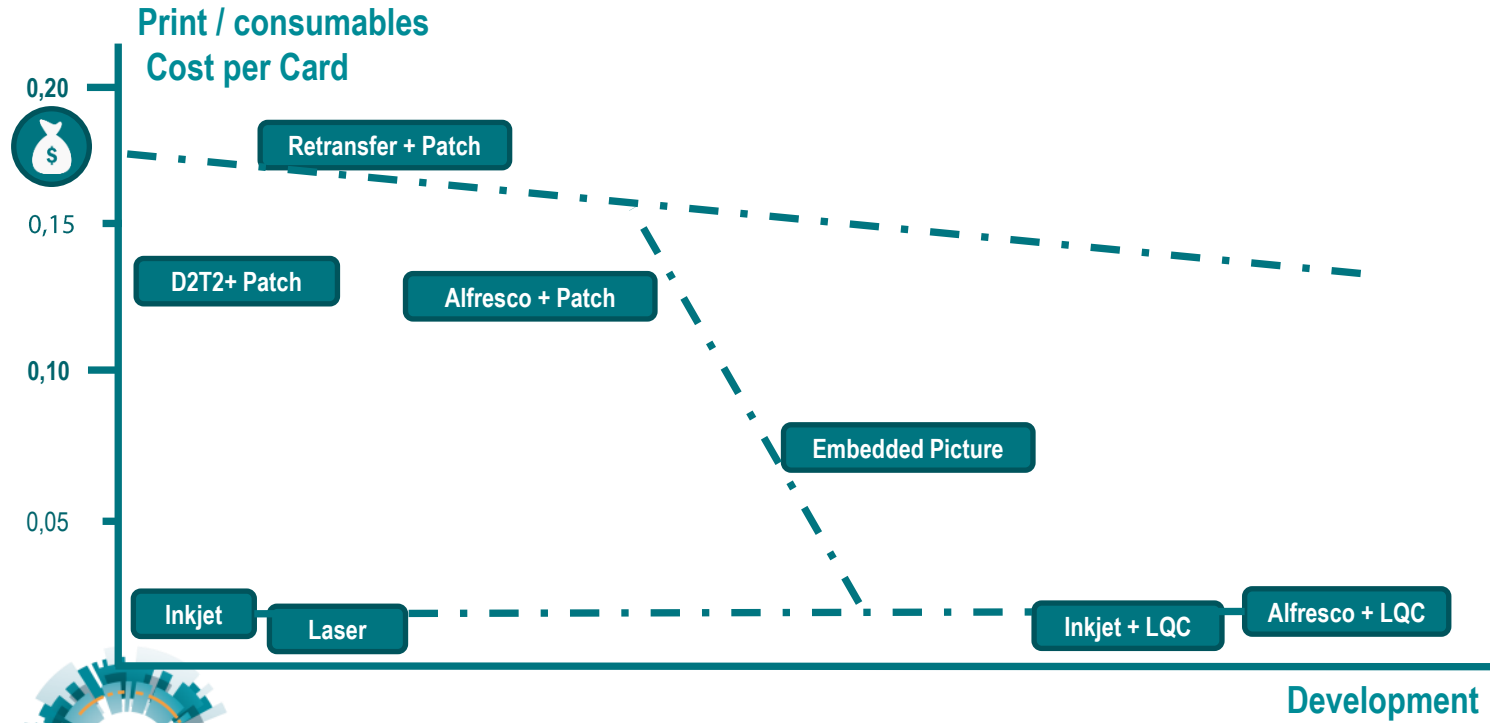 Print / consumables
Cost per Card
0,20
$
Retransfer + Patch
0,15
D2T2+ Patch
Alfresco + Patch
0,10
Embedded Picture
0,05
Inkjet
Laser
Inkjet + LQC
Alfresco + LQC
Development